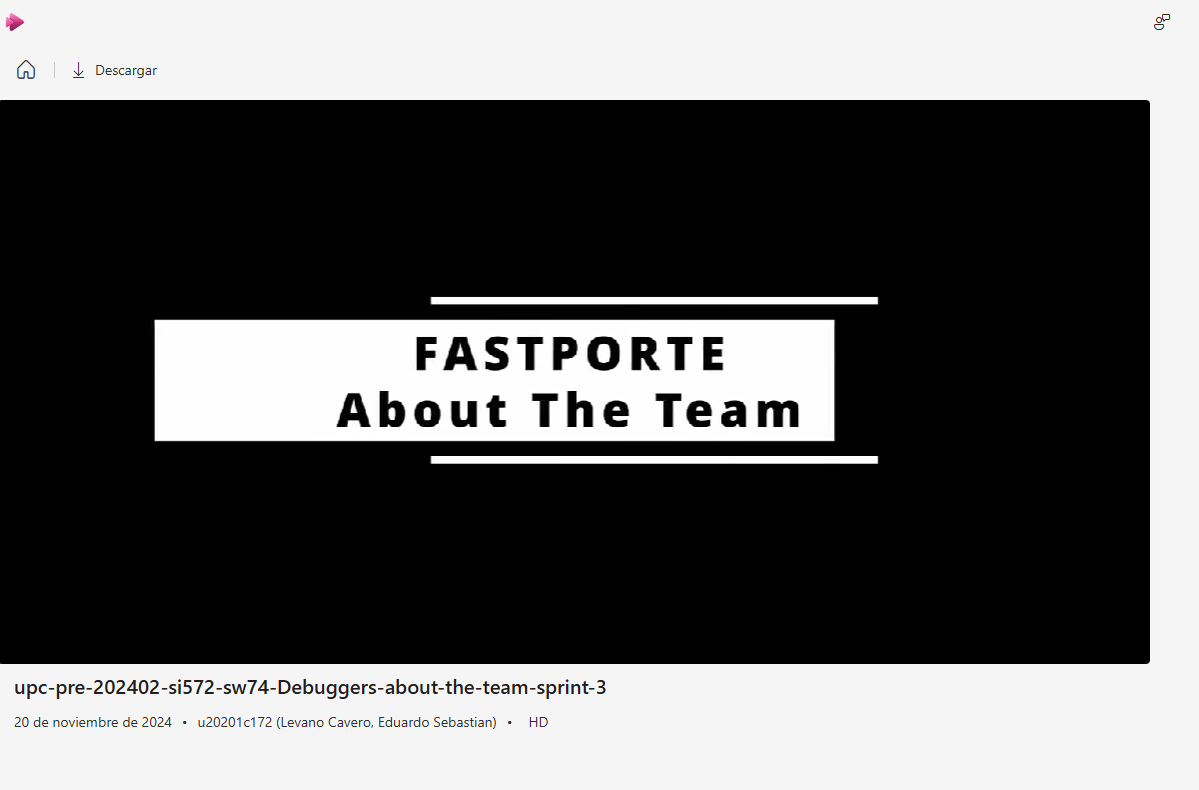 Descargar
FASTPORTE
About The Team
upc-pre-202402-si572-sw74-Debuggers-about-the-team-sprint-3
20 de noviembre de 2024 • u20201c172 (Levano Cavero, Eduardo Sebastian) • HD